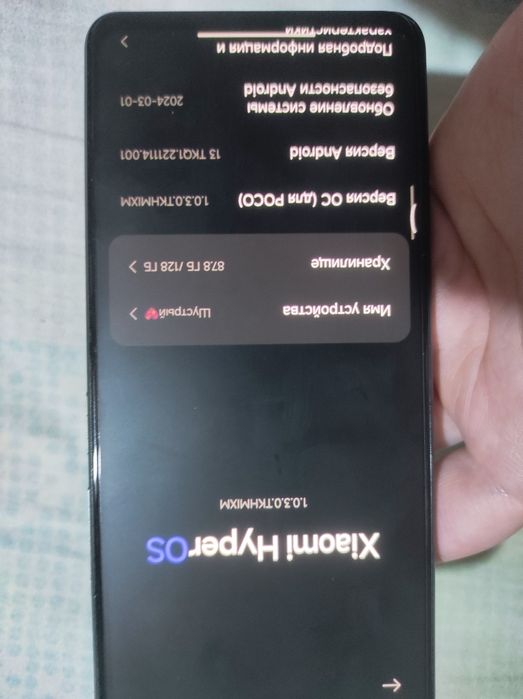 Xiaomi HyperOS
1.0.3.0.TKHMIXM
Имя устройства Шустрый
Хранилище 87.8 ГБ /128 ГБ
Версия ОС (для POCO) 1.0.3.0.TKHMIXM
Версия Android 13 TKQ1.221114.001
Обновление системы
безопасности Android 2024-03-01
Подробная информация и
характеристики